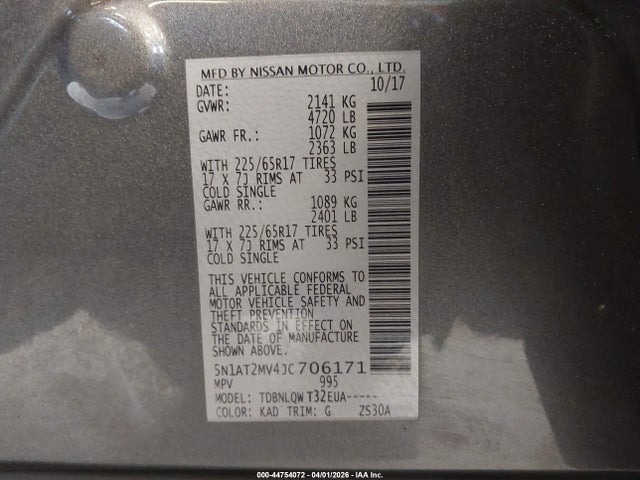 MFD BY NISSAN MOTOR CO., LTD.
DATE: 10/17
GVWR: 2141 KG
4720 LB
GAWR FR.: 1072 KG
2363 LB
WITH 225/65R17 TIRES
17 X 7J RIMS AT 33 PSI
COLD SINGLE
GAWR RR.: 1089 KG
2401 LB
WITH 225/65R17 TIRES
17 X 7J RIMS AT 33 PSI
COLD SINGLE
THIS VEHICLE CONFORMS TO
ALL APPLICABLE FEDERAL
MOTOR VEHICLE SAFETY AND
THEFT PREVENTION
STANDARDS IN EFFECT ON
THE DATE OF MANUFACTURE
SHOWN ABOVE.
5N1AT2MV4JC706171
MPV 995
MODEL: TDBNLQW T32EUA-----
COLOR: KAD TRIM: G ZS30A
000-44754072 - 04/01/2026 - IAA Inc.